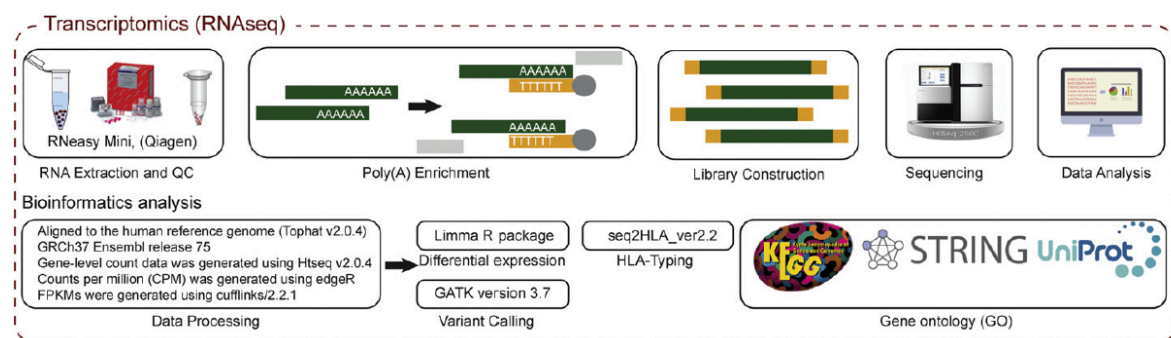 Transcriptomics (RNAseq)
AAAAAA
AAAAAA
AAAAAA
TTTTTT
AAAAAA
TTTTT
HiSeq 2500
RNeasy Mini, (Qiagen)
RNA Extraction and QC
Poly(A) Enrichment
Library Construction
Sequencing
Data Analysis
Bioinformatics analysis
Aligned to the human reference genome (Tophat v2.0.4)
GRCh37 Ensembl release 75
Gene-level count data was generated using Htseq v2.0.4
Counts per million (CPM) was generated using edgeR
FPKMs were generated using cufflinks/2.2.1
Data Processing
Limma R package
Differential expression
GATK version 3.7
Variant Calling
seq2HLA_ver2.2
HLA-Typing
KEGG
STRING
UniProt
Gene ontology (GO)